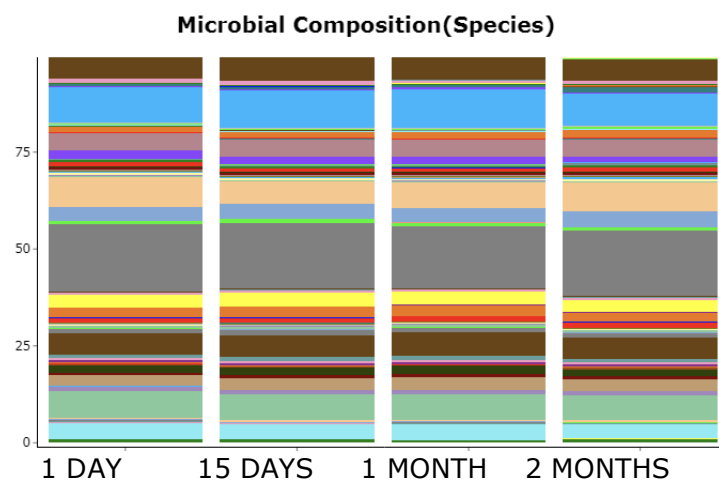 Microbial Composition(Species)
75
50
25
0
1 DAY 15 DAYS 1 MONTH 2 MONTHS